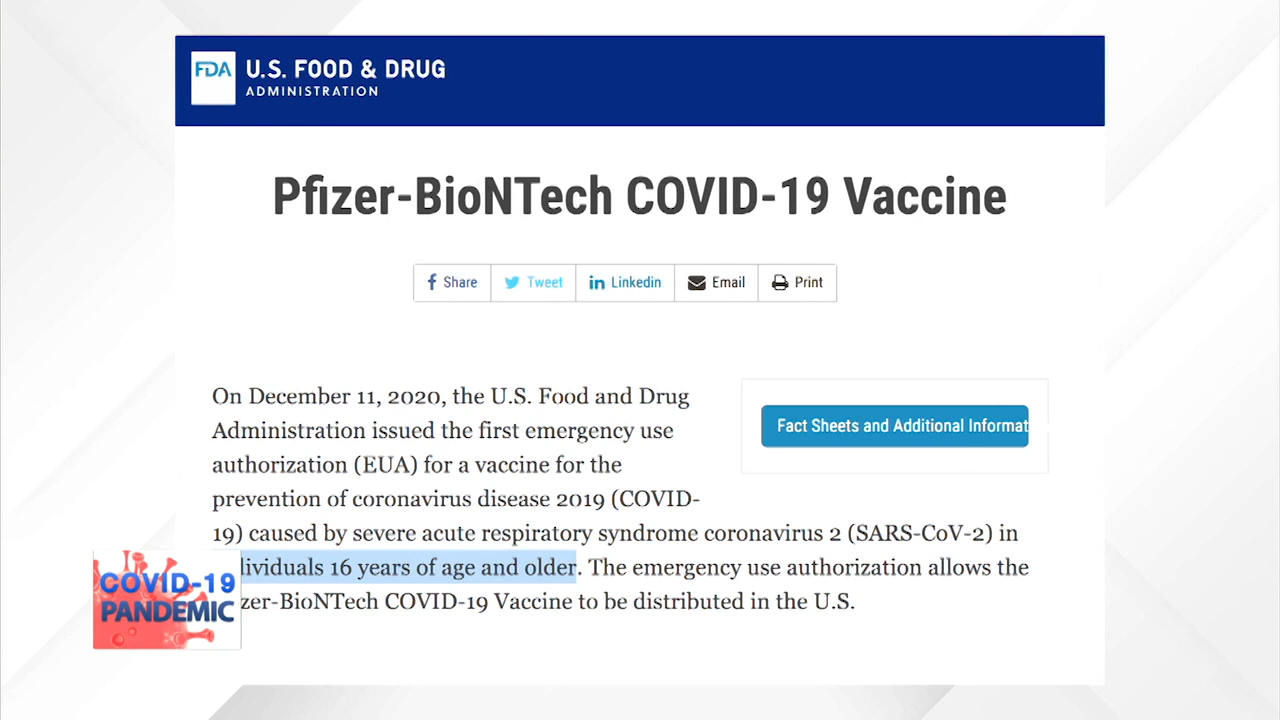 FDA U.S. FOOD & DRUG
ADMINISTRATION
Pfizer-BioNTech COVID-19 Vaccine
Share Tweet Linkedin Email Print
On December 11, 2020, the U.S. Food and Drug
Administration issued the first emergency use
authorization (EUA) for a vaccine for the
prevention of coronavirus disease 2019 (COVID-
19) caused by severe acute respiratory syndrome coronavirus 2 (SARS-CoV-2) in
dividuals 16 years of age and older. The emergency use authorization allows the
zer-BioNTech COVID-19 Vaccine to be distributed in the U.S.
Fact Sheets and Additional Informat
COVID-19
PANDEMIC